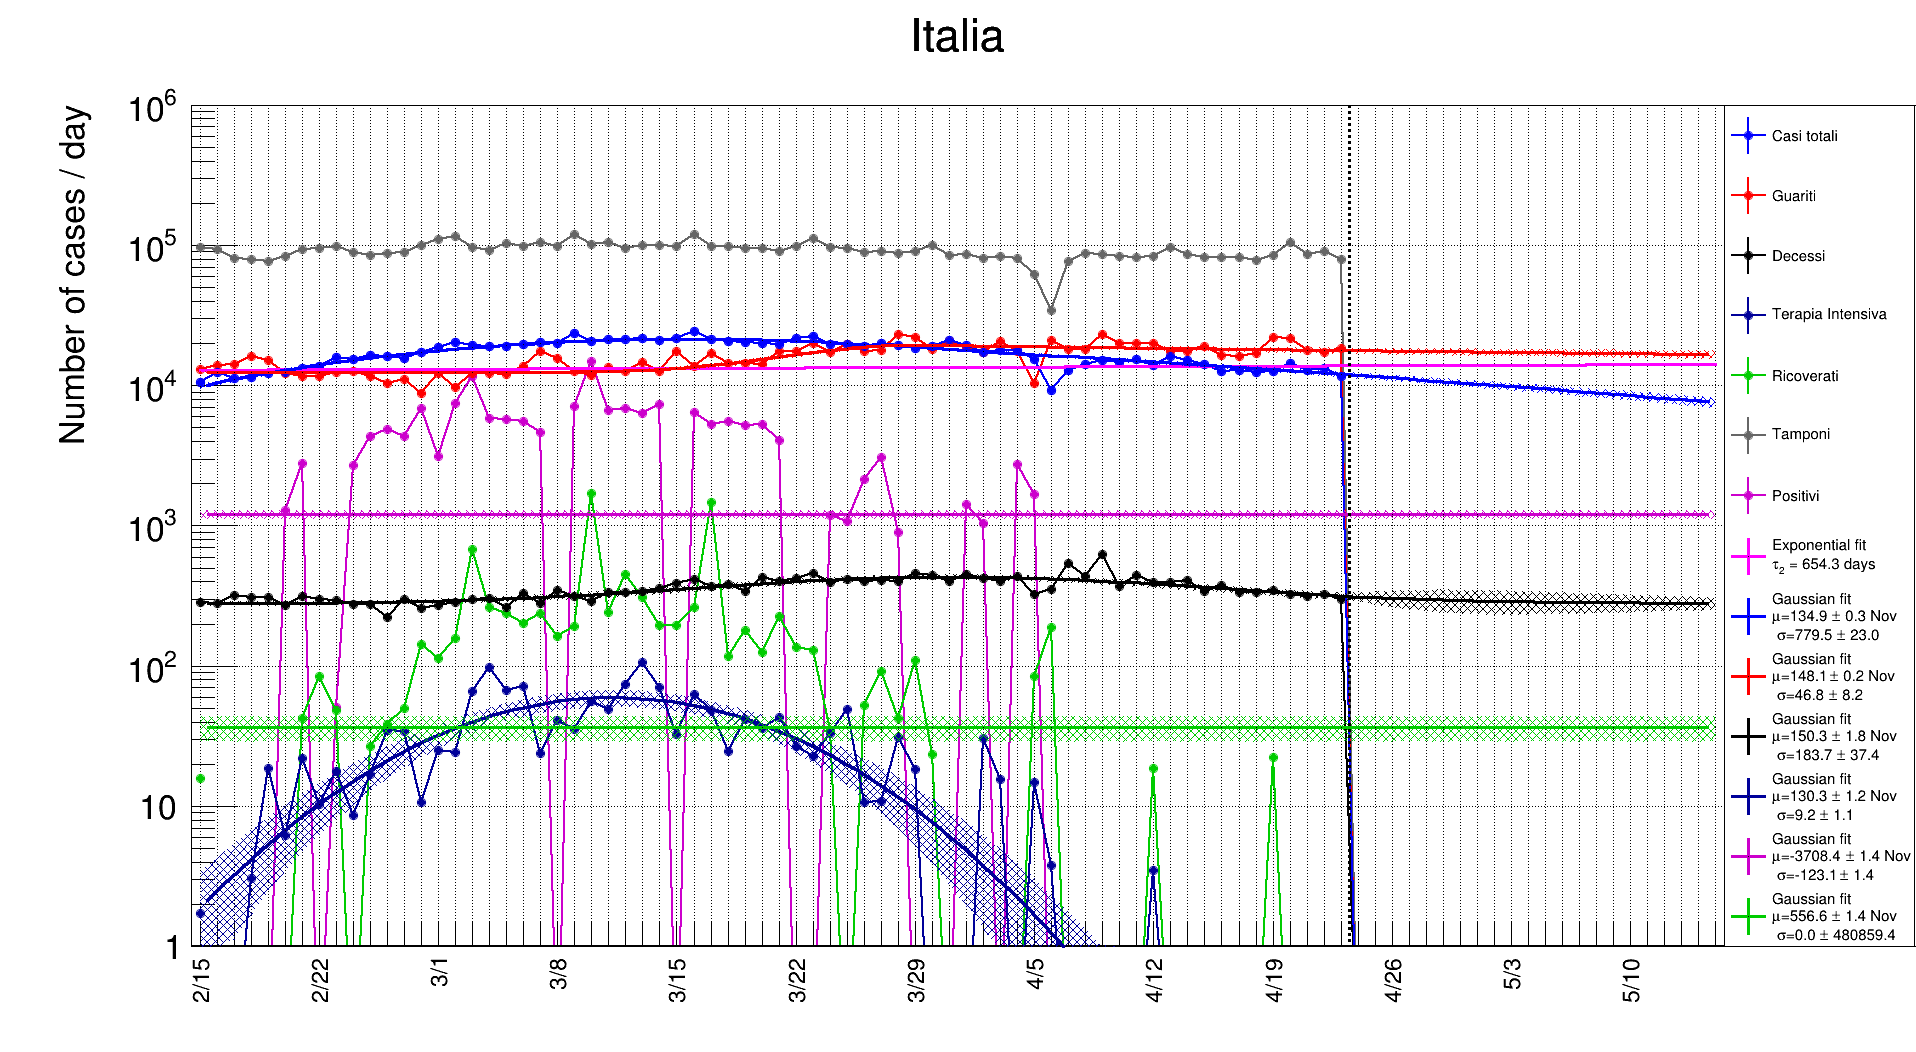 Italia
Number of cases / day
10^6
10^5
10^4
10^3
10^2
10
1
2/15
2/22
3/1
3/8
3/15
3/22
3/29
4/5
4/12
4/19
4/26
5/3
5/10
Casi totali
Guariti
Decessi
Terapia Intensiva
Ricoverati
Tamponi
Positivi
Exponential fit
τ₂ = 654.3 days
Gaussian fit
μ=134.9 ± 0.3 Nov
σ=779.5 ± 23.0
Gaussian fit
μ=148.1 ± 0.2 Nov
σ=46.8 ± 8.2
Gaussian fit
μ=150.3 ± 1.8 Nov
σ=183.7 ± 37.4
Gaussian fit
μ=130.3 ± 1.2 Nov
σ=9.2 ± 1.1
Gaussian fit
μ=-3708.4 ± 1.4 Nov
σ=-123.1 ± 1.4
Gaussian fit
μ=556.6 ± 1.4 Nov
σ=0.0 ± 480859.4